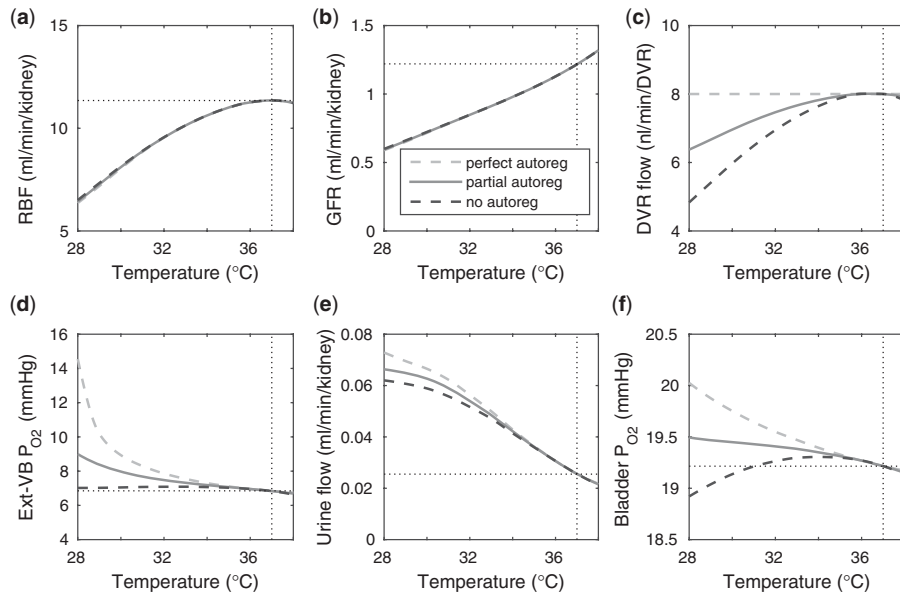 (a)
15
10
5
28
32
36
RBF (ml/min/kidney)
Temperature (°C)
(b)
1.5
1
0.5
0
28
32
36
GFR (ml/min/kidney)
Temperature (°C)
perfect autoreg
partial autoreg
no autoreg
(c)
10
8
6
4
28
32
36
DVR flow (nl/min/DVR)
Temperature (°C)
(d)
16
14
12
10
8
6
4
28
32
36
Ext-VB PO2 (mmHg)
Temperature (°C)
(e)
0.08
0.06
0.04
0.02
0
28
32
36
Urine flow (ml/min/kidney)
Temperature (°C)
(f)
20.5
20
19.5
19
18.5
28
32
36
Bladder PO2 (mmHg)
Temperature (°C)